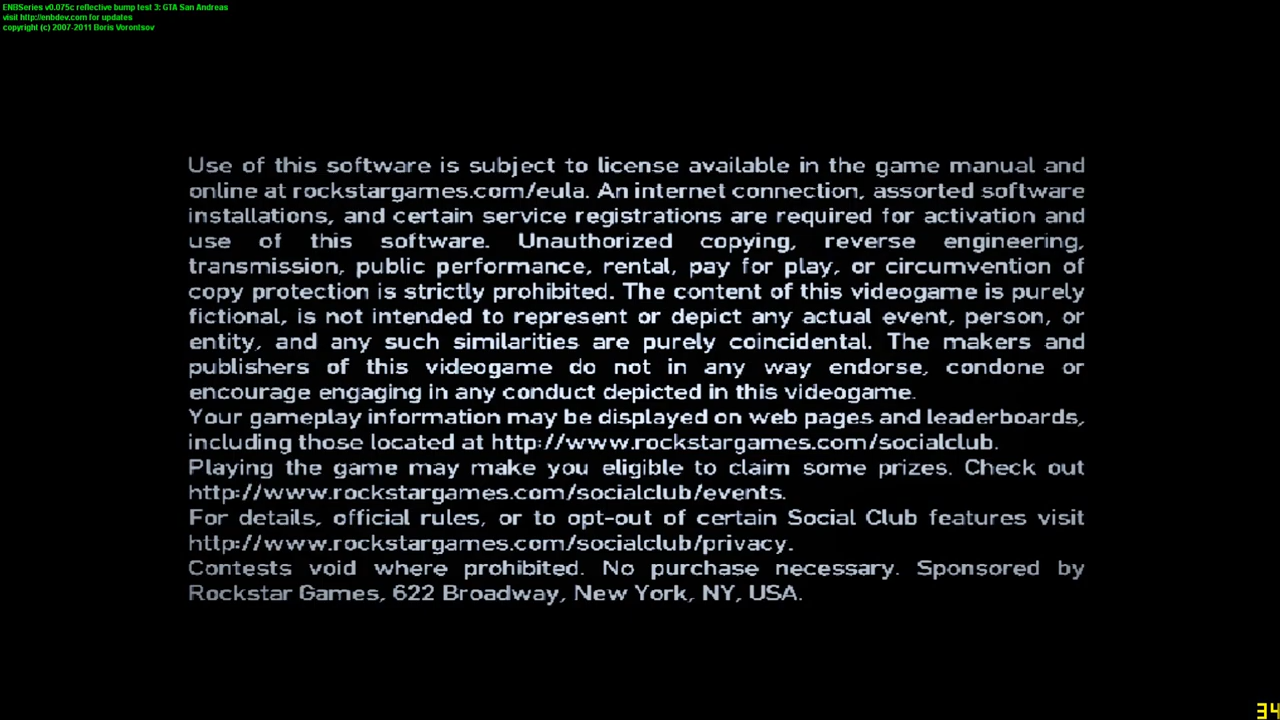 ENBSeries v0.075c reflective bump test 3: GTA San Andreas
visit http://enbdev.com for updates
copyright (c) 2007-2011 Boris Vorontsov
Use of this software is subject to license available in the game manual and
online at rockstargames.com/eula. An internet connection, assorted software
installations, and certain service registrations are required for activation and
use of this software. Unauthorized copying, reverse engineering,
transmission, public performance, rental, pay for play, or circumvention of
copy protection is strictly prohibited. The content of this videogame is purely
fictional, is not intended to represent or depict any actual event, person, or
entity, and any such similarities are purely coincidental. The makers and
publishers of this videogame do not in any way endorse, condone or
encourage engaging in any conduct depicted in this videogame.
Your gameplay information may be displayed on web pages and leaderboards,
including those located at http://www.rockstargames.com/socialclub.
Playing the game may make you eligible to claim some prizes. Check out
http://www.rockstargames.com/socialclub/events.
For details, official rules, or to opt-out of certain Social Club features visit
http://www.rockstargames.com/socialclub/privacy.
Contests void where prohibited. No purchase necessary. Sponsored by
Rockstar Games, 622 Broadway, New York, NY, USA.
34